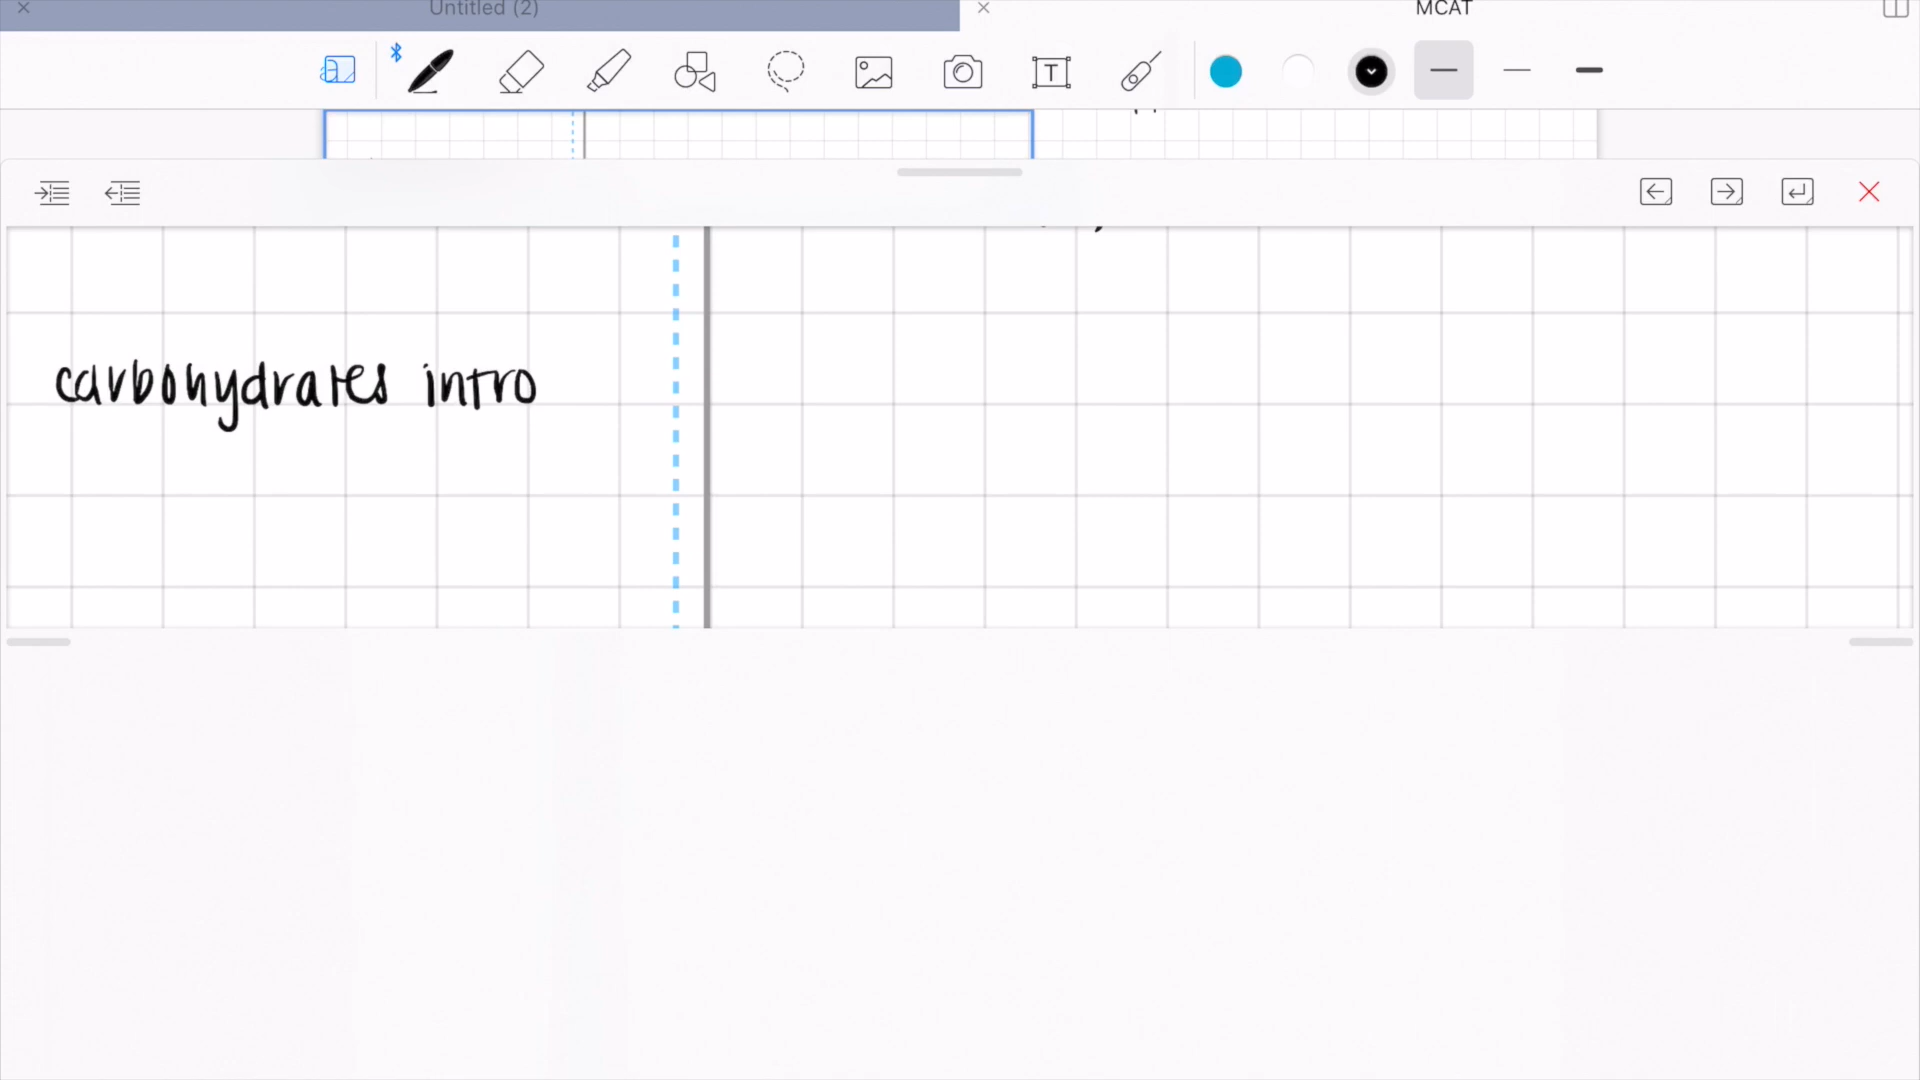 Untitled (2)
MCAT
carbohydrates intro